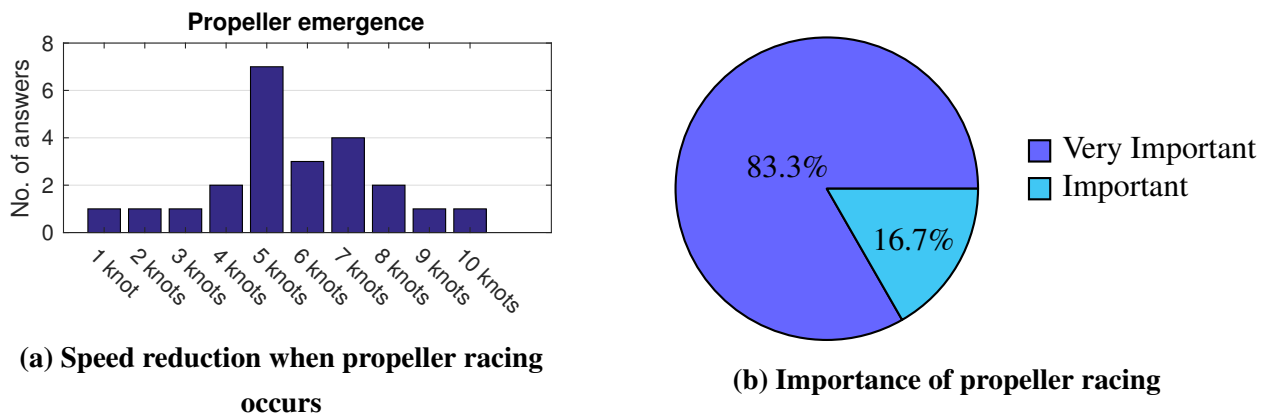 Propeller emergence
No. of answers
8
6
4
2
0
1 knot
2 knots
3 knots
4 knots
5 knots
6 knots
7 knots
8 knots
9 knots
10 knots
(a) Speed reduction when propeller racing
occurs
83.3%
16.7%
Very Important
Important
(b) Importance of propeller racing